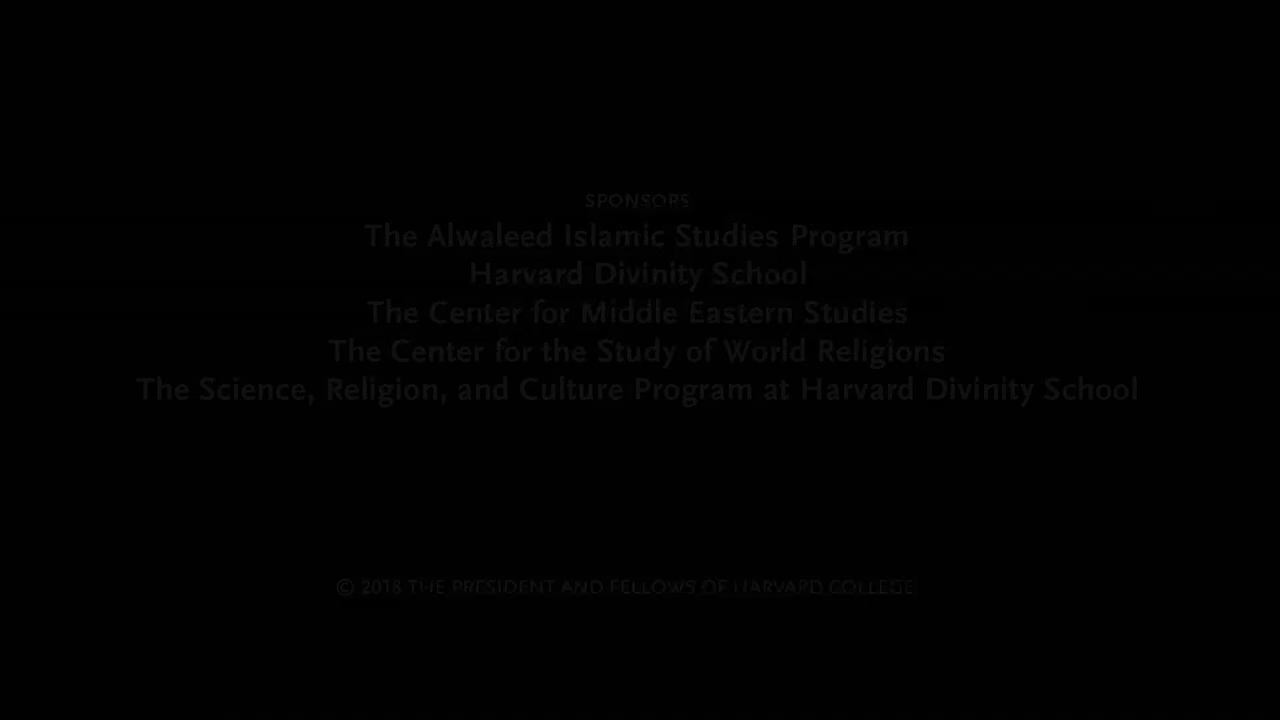 SPONSORS
The Alwaleed Islamic Studies Program
Harvard Divinity School
The Center for Middle Eastern Studies
The Center for the Study of World Religions
The Science, Religion, and Culture Program at Harvard Divinity School
© 2018 THE PRESIDENT AND FELLOWS OF HARVARD COLLEGE